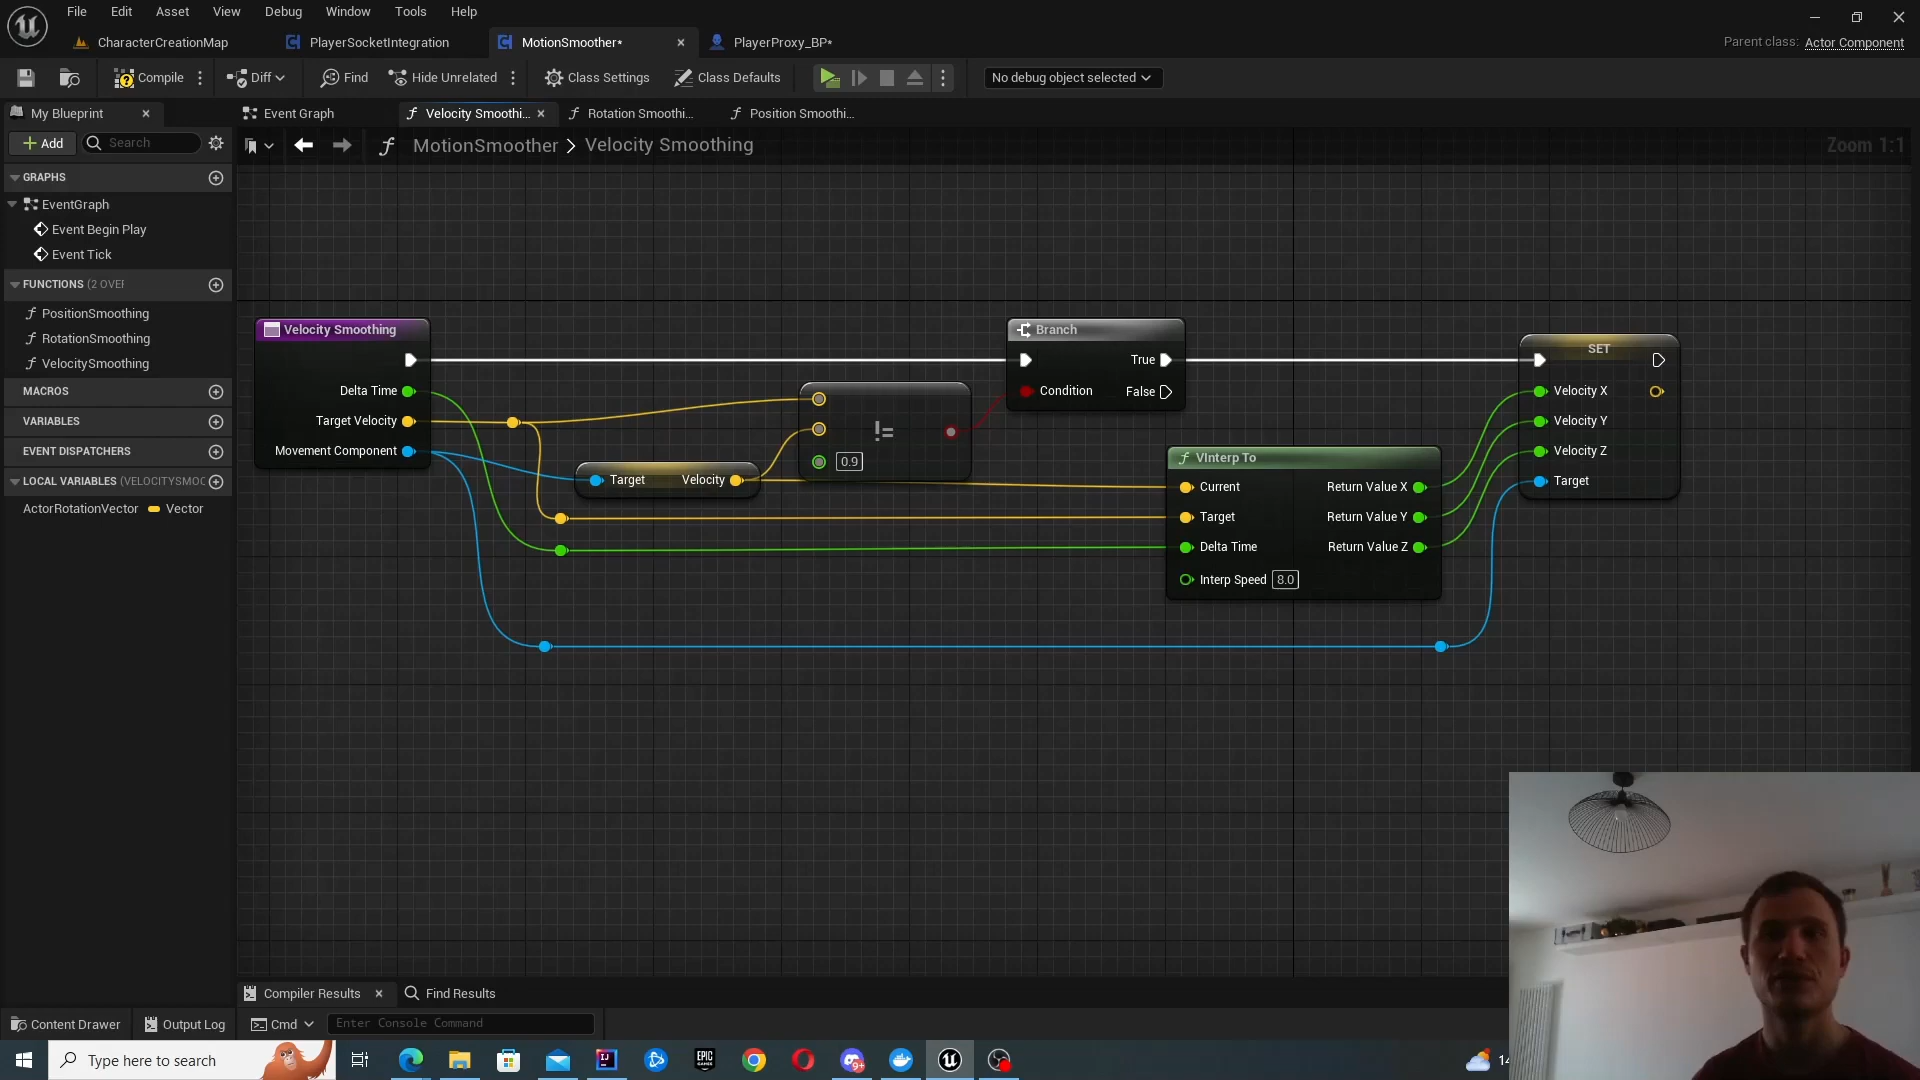 File Edit Asset View Debug Window Tools Help
CharacterCreationMap PlayerSocketIntegration MotionSmoother* PlayerProxy_BP* Parent class: Actor Component
Compile Diff Find Hide Unrelated Class Settings Class Defaults No debug object selected
My Blueprint Event Graph Velocity Smoothi... Rotation Smoothi... Position Smoothi...
Add Search MotionSmoother > Velocity Smoothing Zoom 1:1
GRAPHS
EventGraph
Event Begin Play
Event Tick
FUNCTIONS (2 OVER
PositionSmoothing
RotationSmoothing
VelocitySmoothing
MACROS
VARIABLES
EVENT DISPATCHERS
LOCAL VARIABLES (VELOCITYSMOO
ActorRotationVector Vector
Velocity Smoothing
Delta Time
Target Velocity
Movement Component
Target Velocity
!=
0.9
Branch
True
Condition False
VInterp To
Current Return Value X
Target Return Value Y
Delta Time Return Value Z
Interp Speed 8.0
SET
Velocity X
Velocity Y
Velocity Z
Target
Compiler Results Find Results
Content Drawer Output Log Cmd Enter Console Command
Type here to search
IJ
EPIC
GAMES
9+